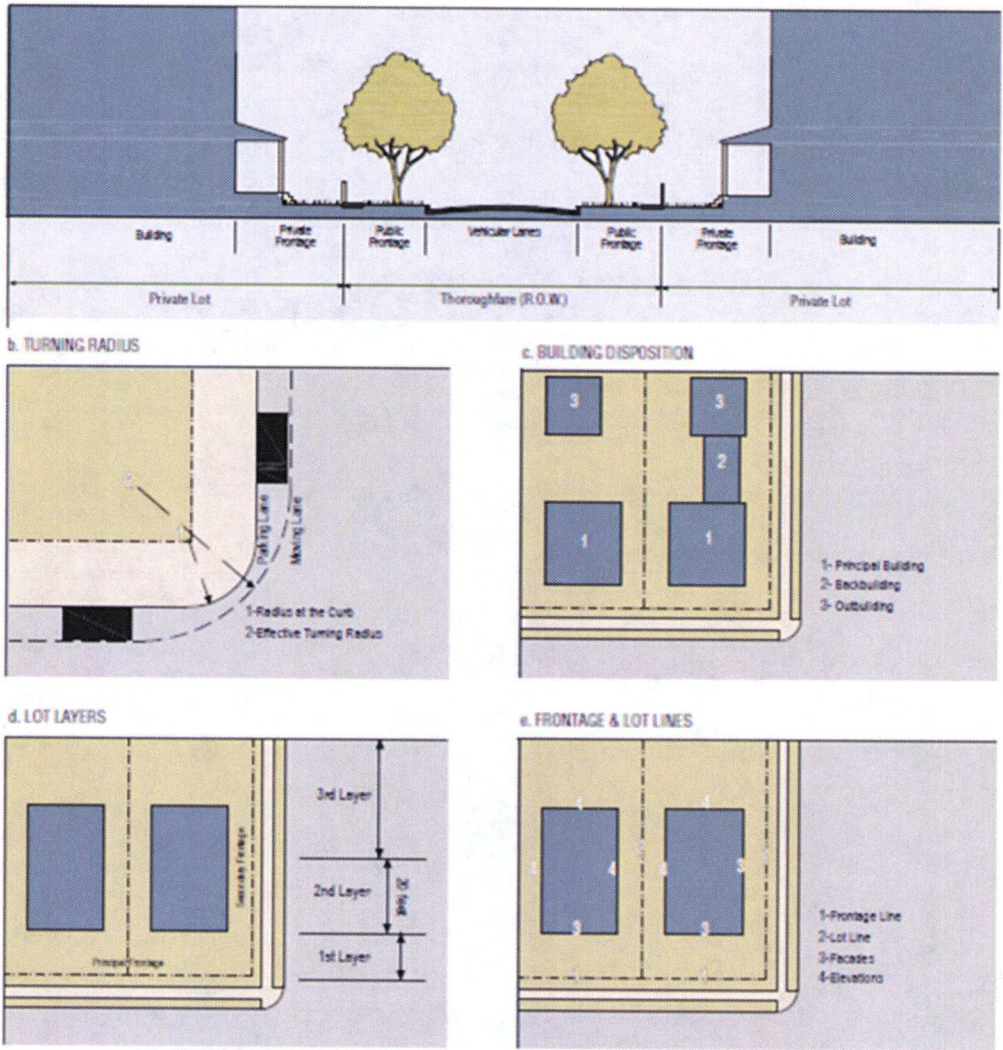 Building
Private
Frontage
Public
Frontage
Vehicular Lanes
Public
Frontage
Private
Frontage
Building
Private Lot
Thoroughfare (R.O.W.)
Private Lot
b. TURNING RADIUS
2
1
Parking Lane
Moving Lane
1-Radius at the Curb
2-Effective Turning Radius
c. BUILDING DISPOSITION
3
3
2
1
1
1- Principal Building
2- Backbuilding
3- Outbuilding
d. LOT LAYERS
Secondary Frontage
Principal Frontage
3rd Layer
2nd Layer
20 feet
1st Layer
e. FRONTAGE & LOT LINES
4
4
4
4
4
3
3
3
1
1
1-Frontage Line
2-Lot Line
3-Facades
4-Elevations